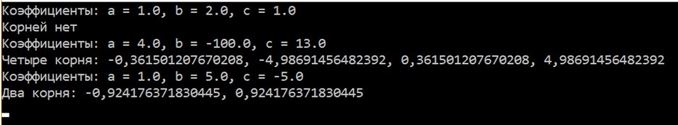 Коэффициенты: a = 1.0, b = 2.0, c = 1.0
Корней нет
Коэффициенты: a = 4.0, b = -100.0, c = 13.0
Четыре корня: -0,361501207670208, -4,98691456482392, 0,361501207670208, 4,98691456482392
Коэффициенты: a = 1.0, b = 5.0, c = -5.0
Два корня: -0,924176371830445, 0,924176371830445